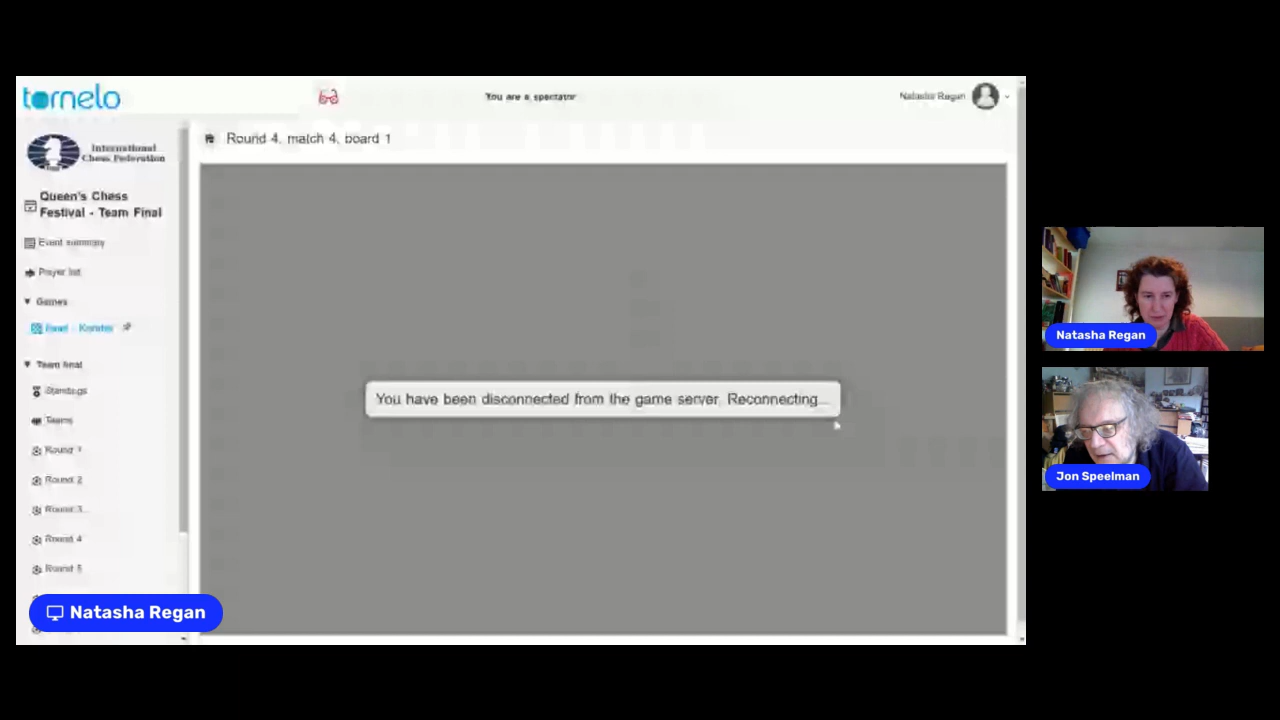 tornelo
You are a spectator
Natasha Regan
International
Chess Federation
Round 4, match 4, board 1
Queen's Chess
Festival - Team Final
Event summary
Player list
Games
Team final
Standings
Teams
Round 1
Round 2
Round 3
Round 4
Round 5
You have been disconnected from the game server. Reconnecting...
Natasha Regan
Natasha Regan
Jon Speelman